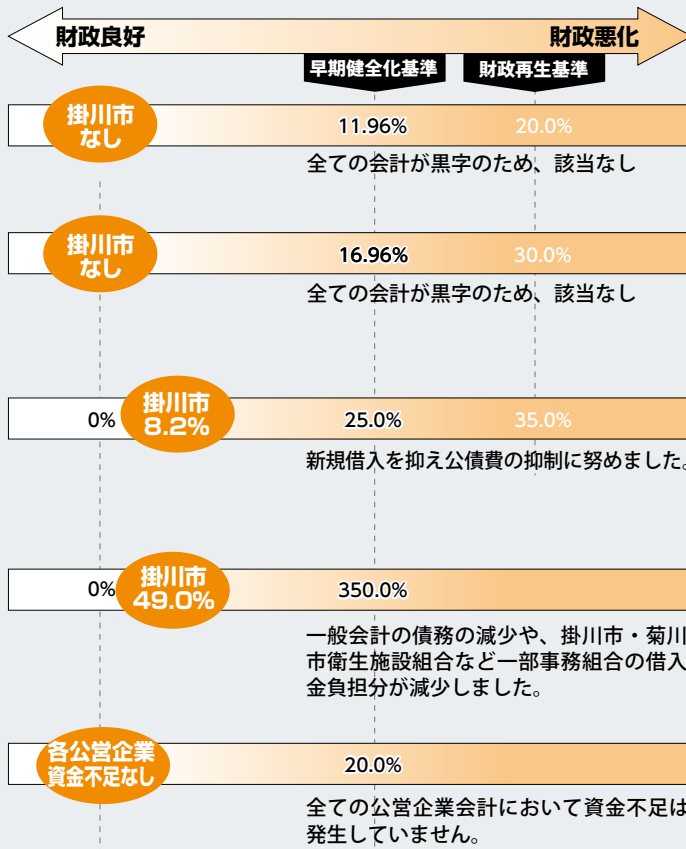 財政良好
財政悪化
早期健全化基準
財政再生基準
掛川市
なし
11.96%
20.0%
全ての会計が黒字のため、該当なし
掛川市
なし
16.96%
30.0%
全ての会計が黒字のため、該当なし
0%
掛川市
8.2%
25.0%
35.0%
新規借入を抑え公債費の抑制に努めました。
0%
掛川市
49.0%
350.0%
一般会計の債務の減少や、掛川市・菊川
市衛生施設組合など一部事務組合の借入
金負担分が減少しました。
各公営企業
資金不足なし
20.0%
全ての公営企業会計において資金不足は
発生していません。